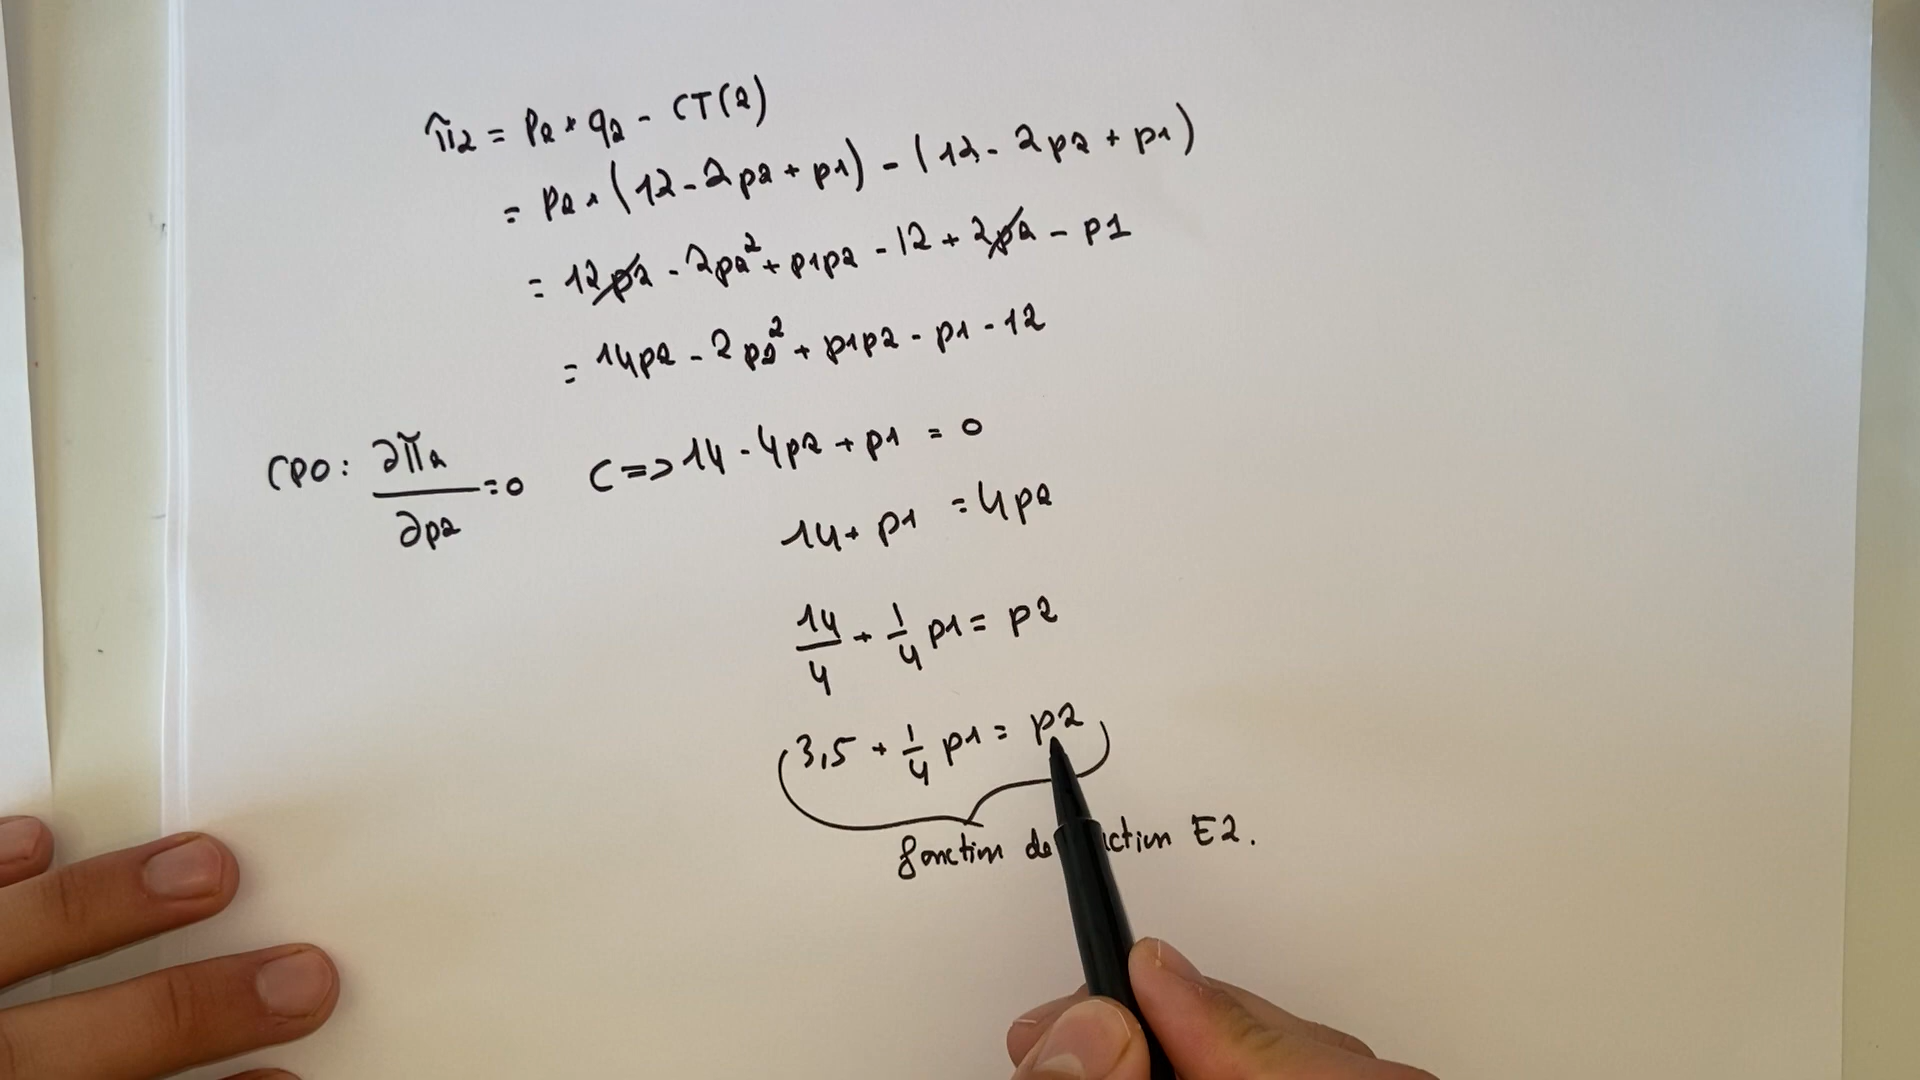 π2 = P2 * q2 - CT(2)
= P2 * (12 - 2p2 + p1) - (12 - 2p2 + p1)
= 12p2 - 2p2² + p1p2 - 12 + 2p2 - p1
= 14p2 - 2p2² + p1p2 - p1 - 12
CPO: ∂π2/∂p2 = 0 <=> 14 - 4p2 + p1 = 0
14 + p1 = 4p2
14/4 + 1/4 p1 = p2
3,5 + 1/4 p1 = p2
fonction de ction E2.